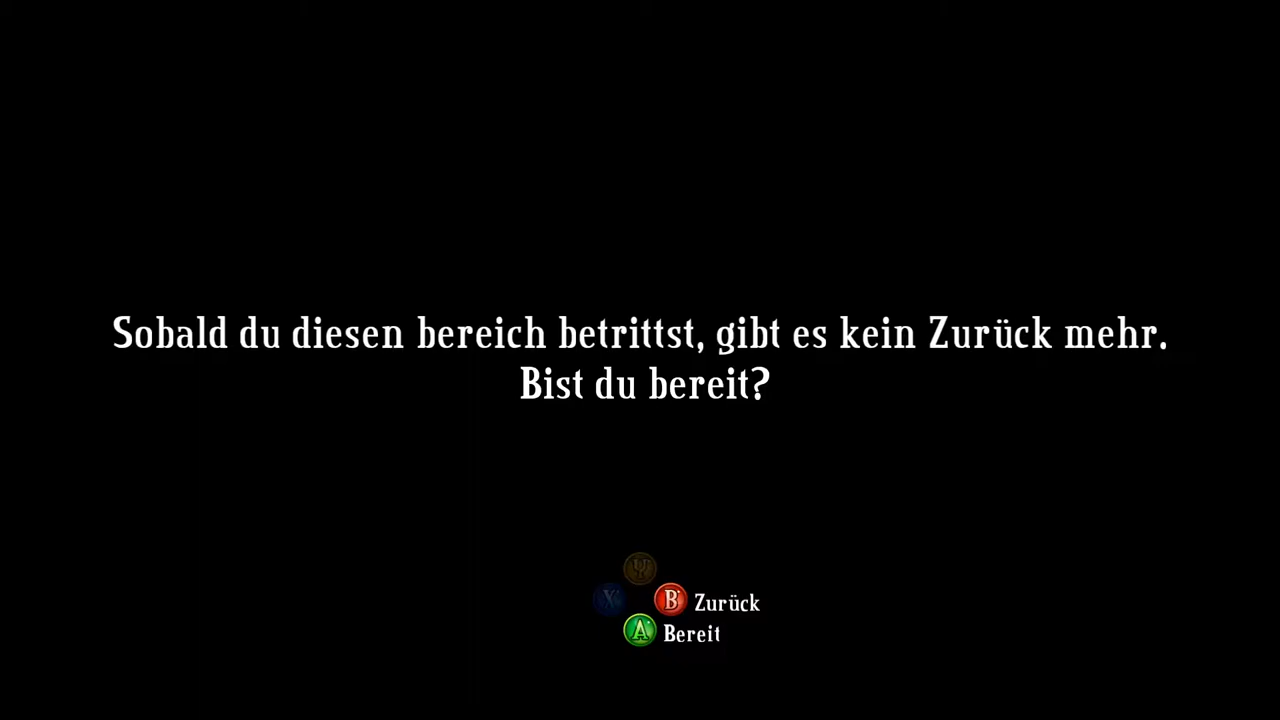 Sobald du diesen bereich betrittst, gibt es kein Zurück mehr.
Bist du bereit?
Y
X
B Zurück
A Bereit